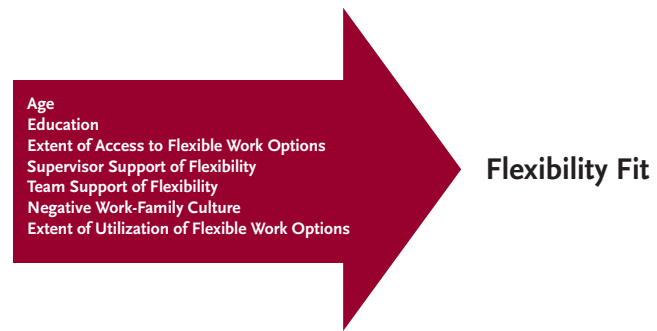 Age
Education
Extent of Access to Flexible Work Options
Supervisor Support of Flexibility
Team Support of Flexibility
Negative Work-Family Culture
Extent of Utilization of Flexible Work Options
Flexibility Fit